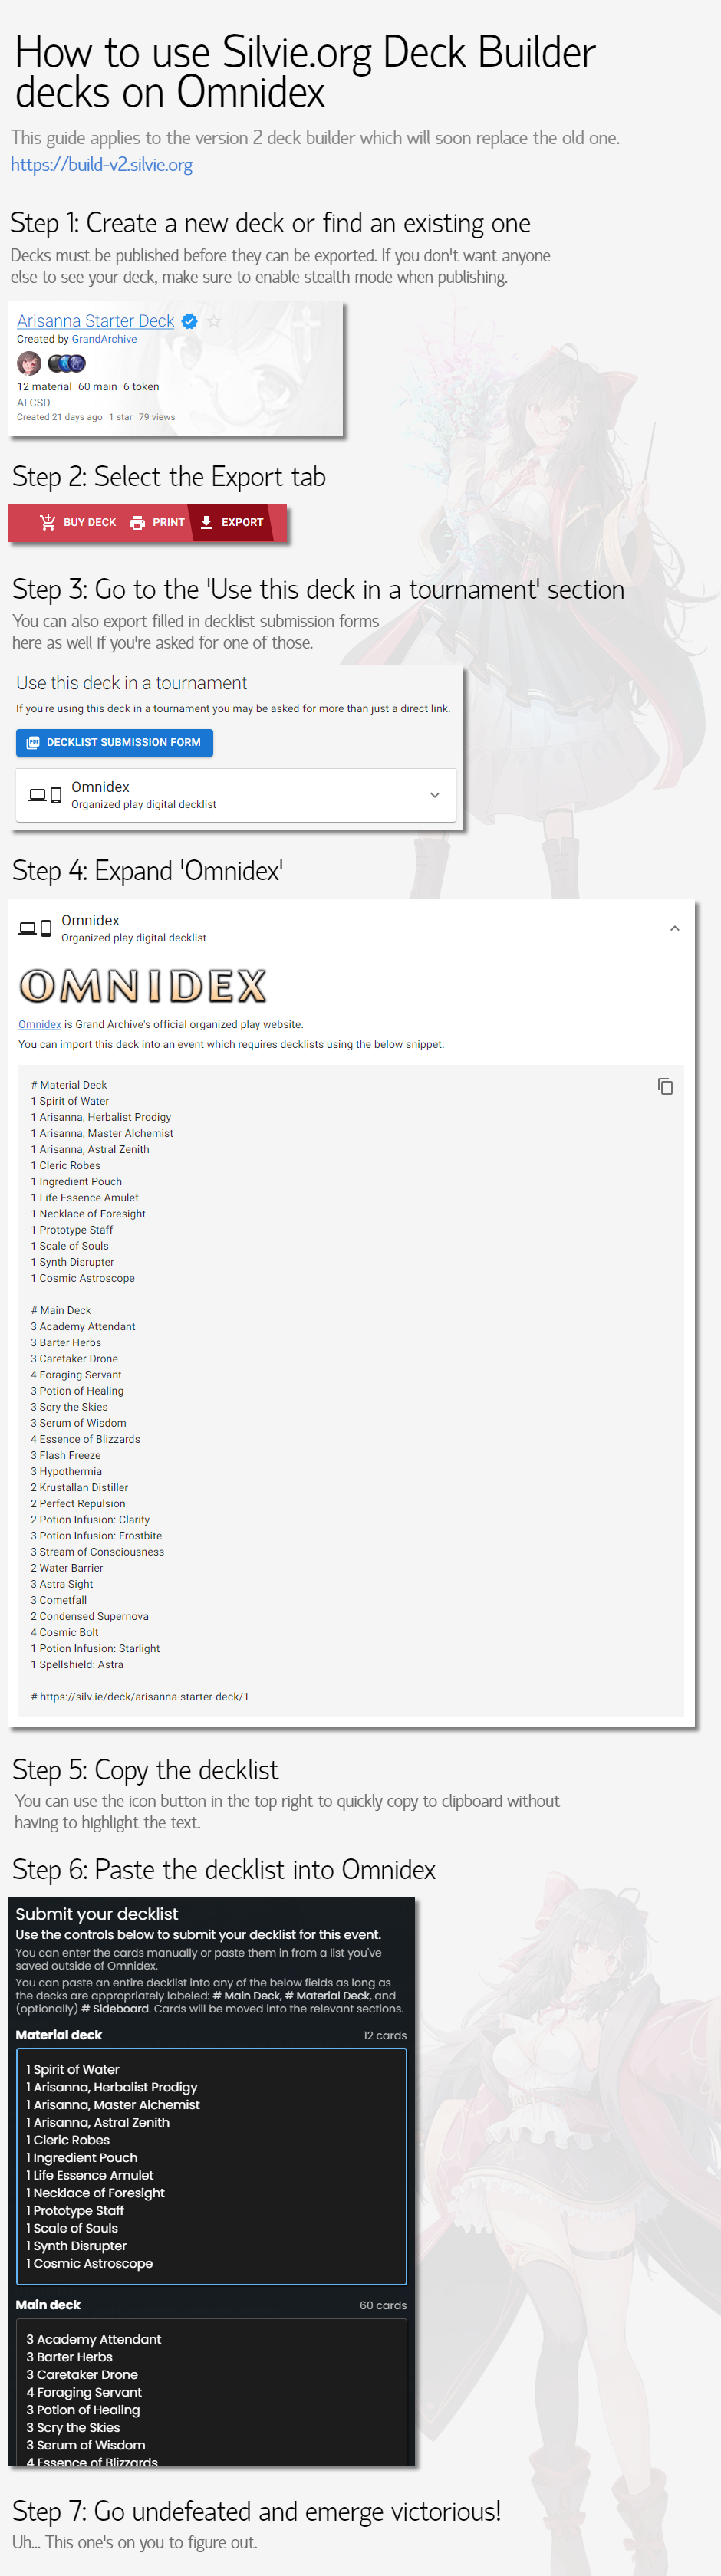 How to use Silvie.org Deck Builder
decks on Omnidex
This guide applies to the version 2 deck builder which will soon replace the old one.
https://build-v2.silvie.org
Step 1: Create a new deck or find an existing one
Decks must be published before they can be exported. If you don't want anyone
else to see your deck, make sure to enable stealth mode when publishing.
Arisanna Starter Deck
Created by GrandArchive
12 material 60 main 6 token
ALCSD
Created 21 days ago 1 star 79 views
Step 2: Select the Export tab
BUY DECK PRINT EXPORT
Step 3: Go to the 'Use this deck in a tournament' section
You can also export filled in decklist submission forms
here as well if you're asked for one of those.
Use this deck in a tournament
If you're using this deck in a tournament you may be asked for more than just a direct link.
PDF DECKLIST SUBMISSION FORM
Omnidex
Organized play digital decklist
Step 4: Expand 'Omnidex'
Omnidex
Organized play digital decklist
OMNIDEX
Omnidex is Grand Archive's official organized play website.
You can import this deck into an event which requires decklists using the below snippet:
# Material Deck
1 Spirit of Water
1 Arisanna, Herbalist Prodigy
1 Arisanna, Master Alchemist
1 Arisanna, Astral Zenith
1 Cleric Robes
1 Ingredient Pouch
1 Life Essence Amulet
1 Necklace of Foresight
1 Prototype Staff
1 Scale of Souls
1 Synth Disrupter
1 Cosmic Astroscope
# Main Deck
3 Academy Attendant
3 Barter Herbs
3 Caretaker Drone
4 Foraging Servant
3 Potion of Healing
3 Scry the Skies
3 Serum of Wisdom
4 Essence of Blizzards
3 Flash Freeze
3 Hypothermia
2 Krustallan Distiller
2 Perfect Repulsion
2 Potion Infusion: Clarity
3 Potion Infusion: Frostbite
3 Stream of Consciousness
2 Water Barrier
3 Astra Sight
3 Cometfall
2 Condensed Supernova
4 Cosmic Bolt
1 Potion Infusion: Starlight
1 Spellshield: Astra
# https://silv.ie/deck/arisanna-starter-deck/1
Step 5: Copy the decklist
You can use the icon button in the top right to quickly copy to clipboard without
having to highlight the text.
Step 6: Paste the decklist into Omnidex
Submit your decklist
Use the controls below to submit your decklist for this event.
You can enter the cards manually or paste them in from a list you've
saved outside of Omnidex.
You can paste an entire decklist into any of the below fields as long as
the decks are appropriately labeled: # Main Deck, # Material Deck, and
(optionally) # Sideboard. Cards will be moved into the relevant sections.
Material deck 12 cards
1 Spirit of Water
1 Arisanna, Herbalist Prodigy
1 Arisanna, Master Alchemist
1 Arisanna, Astral Zenith
1 Cleric Robes
1 Ingredient Pouch
1 Life Essence Amulet
1 Necklace of Foresight
1 Prototype Staff
1 Scale of Souls
1 Synth Disrupter
1 Cosmic Astroscope
Main deck 60 cards
3 Academy Attendant
3 Barter Herbs
3 Caretaker Drone
4 Foraging Servant
3 Potion of Healing
3 Scry the Skies
3 Serum of Wisdom
4 Essence of Blizzards
Step 7: Go undefeated and emerge victorious!
Uh... This one's on you to figure out.